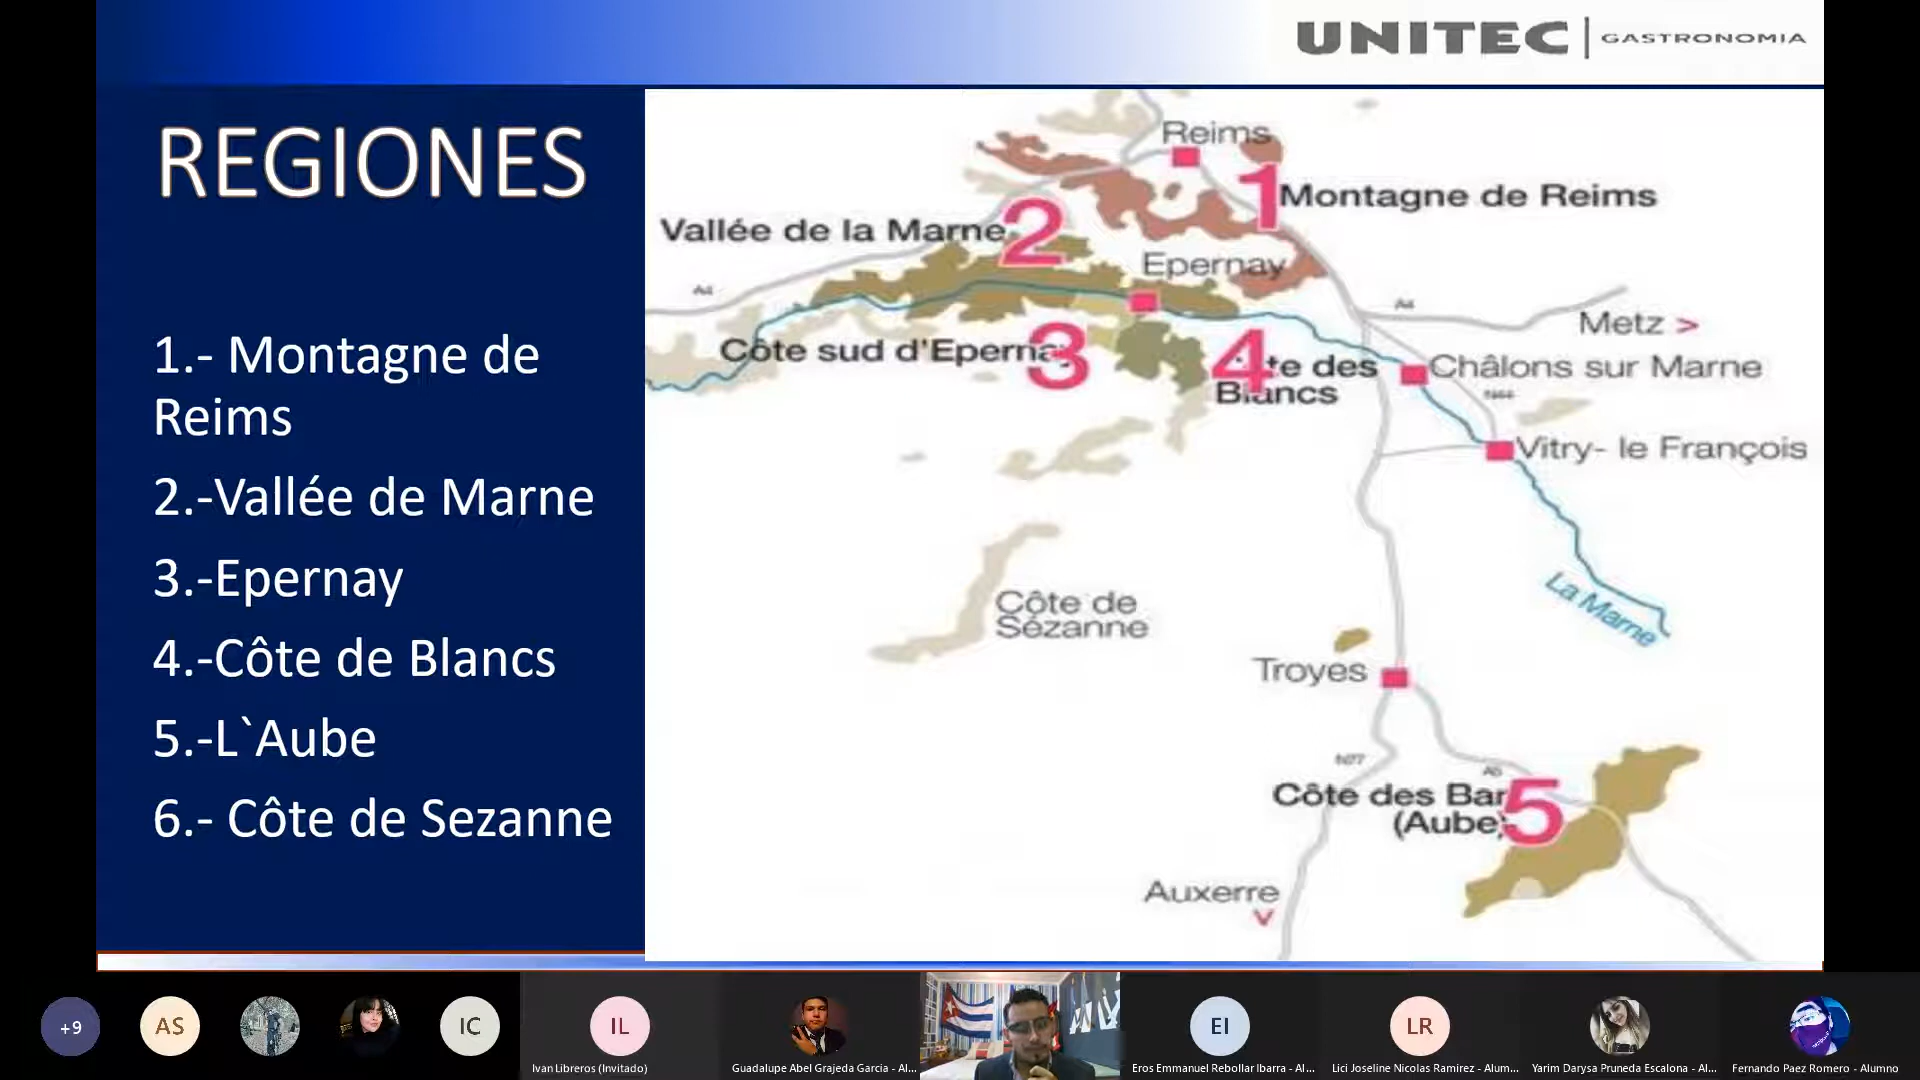 UNITEC | GASTRONOMIA
REGIONES
1.- Montagne de
Reims
2.-Vallée de Marne
3.-Epernay
4.-Côte de Blancs
5.-L`Aube
6.- Côte de Sezanne
Reims
1
Montagne de Reims
Vallée de la Marne
2
Epernay
A4
A4
Metz >
Côte sud d'Eperna
3
4
te des
Blancs
Châlons sur Marne
N44
Vitry- le François
La Marne
Côte de
Sézanne
Troyes
N77
A5
Côte des Bar
(Aube)
5
Auxerre
+9
AS
IC
IL
EI
LR
Ivan Libreros (Invitado)
Guadalupe Abel Grajeda Garcia - Al...
Eros Emmanuel Rebollar Ibarra - Al...
Lici Joseline Nicolas Ramirez - Alum...
Yarim Darysa Pruneda Escalona - Al...
Fernando Paez Romero - Alumno